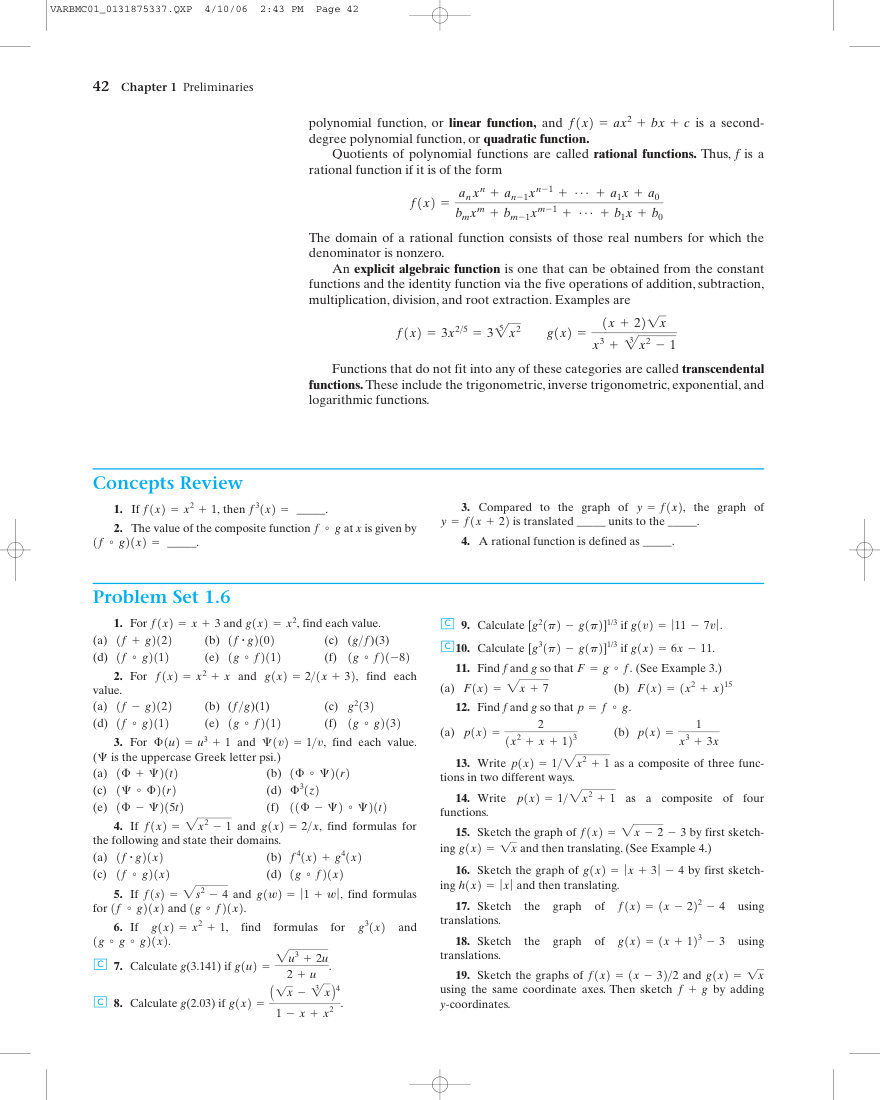 VARBMC01_0131875337.QXP 4/10/06 2:43 PM Page 42
42 Chapter 1 Preliminaries
polynomial function, or linear function, and f(x) = ax² + bx + c is a second-
degree polynomial function, or quadratic function.
Quotients of polynomial functions are called rational functions. Thus, f is a
rational function if it is of the form
f(x) = (aₙxⁿ + aₙ₋₁xⁿ⁻¹ + ⋯ + a₁x + a₀)/(bₘxᵐ + bₘ₋₁xᵐ⁻¹ + ⋯ + b₁x + b₀)
The domain of a rational function consists of those real numbers for which the
denominator is nonzero.
An explicit algebraic function is one that can be obtained from the constant
functions and the identity function via the five operations of addition, subtraction,
multiplication, division, and root extraction. Examples are
f(x) = 3x^(2/5) = 3⁵√(x²) g(x) = ((x + 2)√x)/(x³ + ³√(x² − 1))
Functions that do not fit into any of these categories are called transcendental
functions. These include the trigonometric, inverse trigonometric, exponential, and
logarithmic functions.
Concepts Review
1. If f(x) = x² + 1, then f³(x) = _____.
2. The value of the composite function f ∘ g at x is given by
(f ∘ g)(x) = _____.
3. Compared to the graph of y = f(x), the graph of
y = f(x + 2) is translated _____ units to the _____.
4. A rational function is defined as _____.
Problem Set 1.6
1. For f(x) = x + 3 and g(x) = x², find each value.
(a) (f + g)(2) (b) (f · g)(0) (c) (g/f)(3)
(d) (f ∘ g)(1) (e) (g ∘ f)(1) (f) (g ∘ f)(−8)
2. For f(x) = x² + x and g(x) = 2/(x + 3), find each
value.
(a) (f − g)(2) (b) (f/g)(1) (c) g²(3)
(d) (f ∘ g)(1) (e) (g ∘ f)(1) (f) (g ∘ g)(3)
3. For Φ(u) = u³ + 1 and Ψ(v) = 1/v, find each value.
(Ψ is the uppercase Greek letter psi.)
(a) (Φ + Ψ)(t) (b) (Φ ∘ Ψ)(r)
(c) (Ψ ∘ Φ)(r) (d) Φ³(z)
(e) (Φ − Ψ)(5t) (f) ((Φ − Ψ) ∘ Ψ)(t)
4. If f(x) = √(x² − 1) and g(x) = 2/x, find formulas for
the following and state their domains.
(a) (f · g)(x) (b) f⁴(x) + g⁴(x)
(c) (f ∘ g)(x) (d) (g ∘ f)(x)
5. If f(s) = √(s² − 4) and g(w) = |1 + w|, find formulas
for (f ∘ g)(x) and (g ∘ f)(x).
6. If g(x) = x² + 1, find formulas for g³(x) and
(g ∘ g ∘ g)(x).
C 7. Calculate g(3.141) if g(u) = √(u³ + 2u)/(2 + u).
C 8. Calculate g(2.03) if g(x) = (√x − ³√x)⁴/(1 − x + x²).
C 9. Calculate [g²(π) − g(π)]^(1/3) if g(v) = |11 − 7v|.
C 10. Calculate [g³(π) − g(π)]^(1/3) if g(x) = 6x − 11.
11. Find f and g so that F = g ∘ f. (See Example 3.)
(a) F(x) = √(x + 7) (b) F(x) = (x² + x)¹⁵
12. Find f and g so that p = f ∘ g.
(a) p(x) = 2/(x² + x + 1)³ (b) p(x) = 1/(x³ + 3x)
13. Write p(x) = 1/√(x² + 1) as a composite of three func-
tions in two different ways.
14. Write p(x) = 1/√(x² + 1) as a composite of four
functions.
15. Sketch the graph of f(x) = √(x − 2) − 3 by first sketch-
ing g(x) = √x and then translating. (See Example 4.)
16. Sketch the graph of g(x) = |x + 3| − 4 by first sketch-
ing h(x) = |x| and then translating.
17. Sketch the graph of f(x) = (x − 2)² − 4 using
translations.
18. Sketch the graph of g(x) = (x + 1)³ − 3 using
translations.
19. Sketch the graphs of f(x) = (x − 3)/2 and g(x) = √x
using the same coordinate axes. Then sketch f + g by adding
y-coordinates.